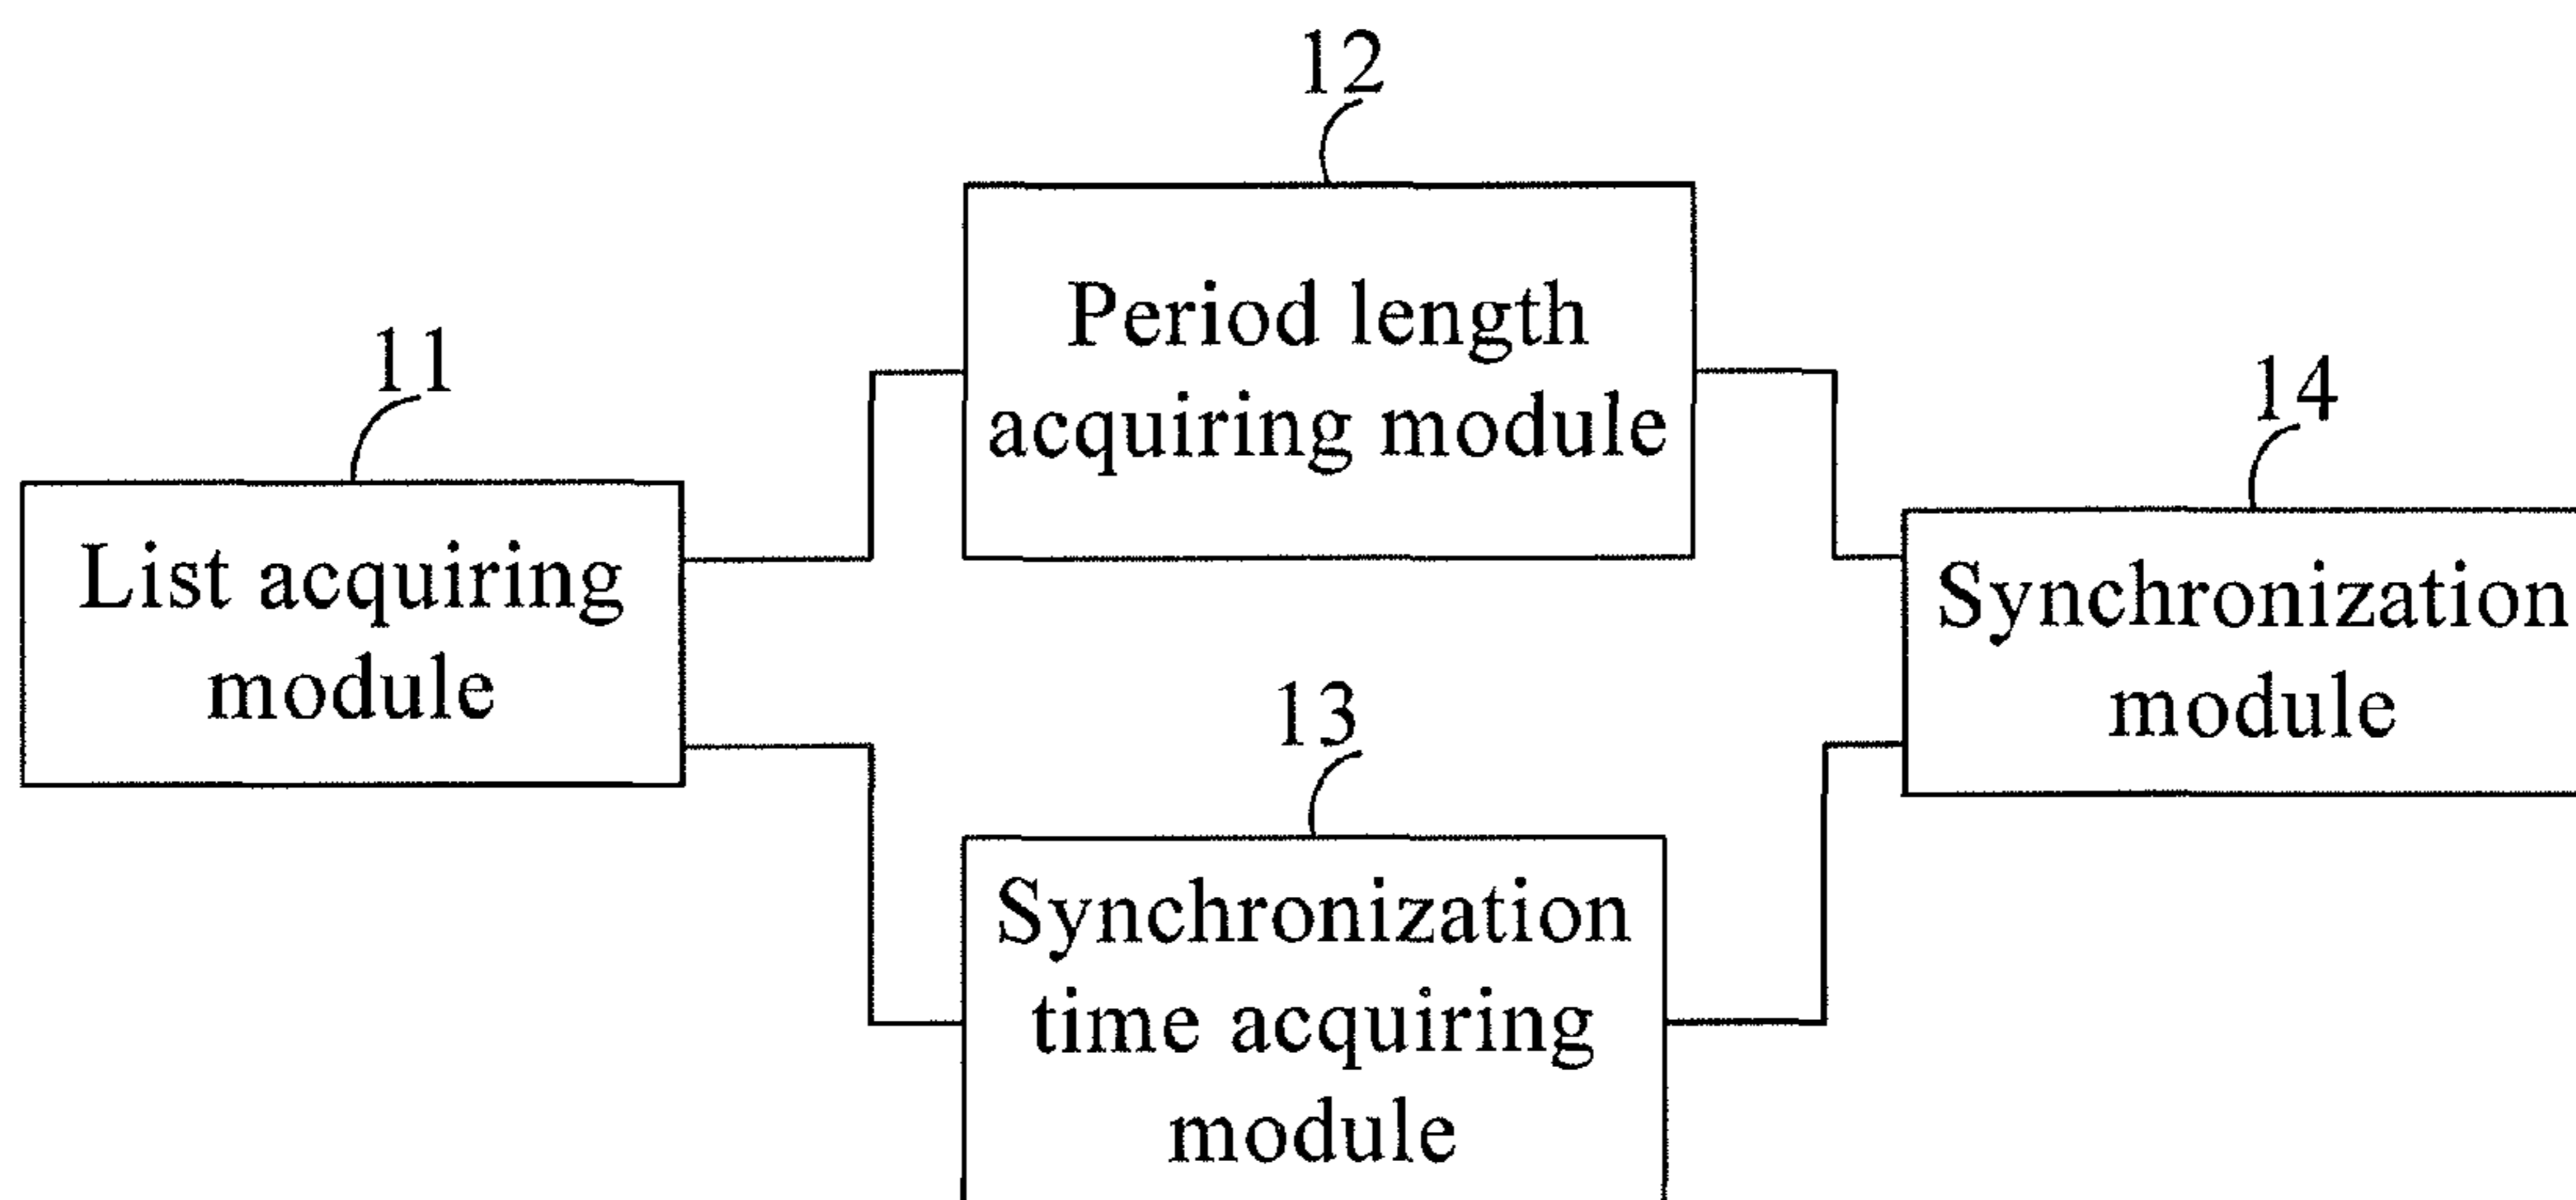 12
Period length
acquiring module
11
List acquiring
module
14
Synchronization
module
13
Synchronization
time acquiring
module